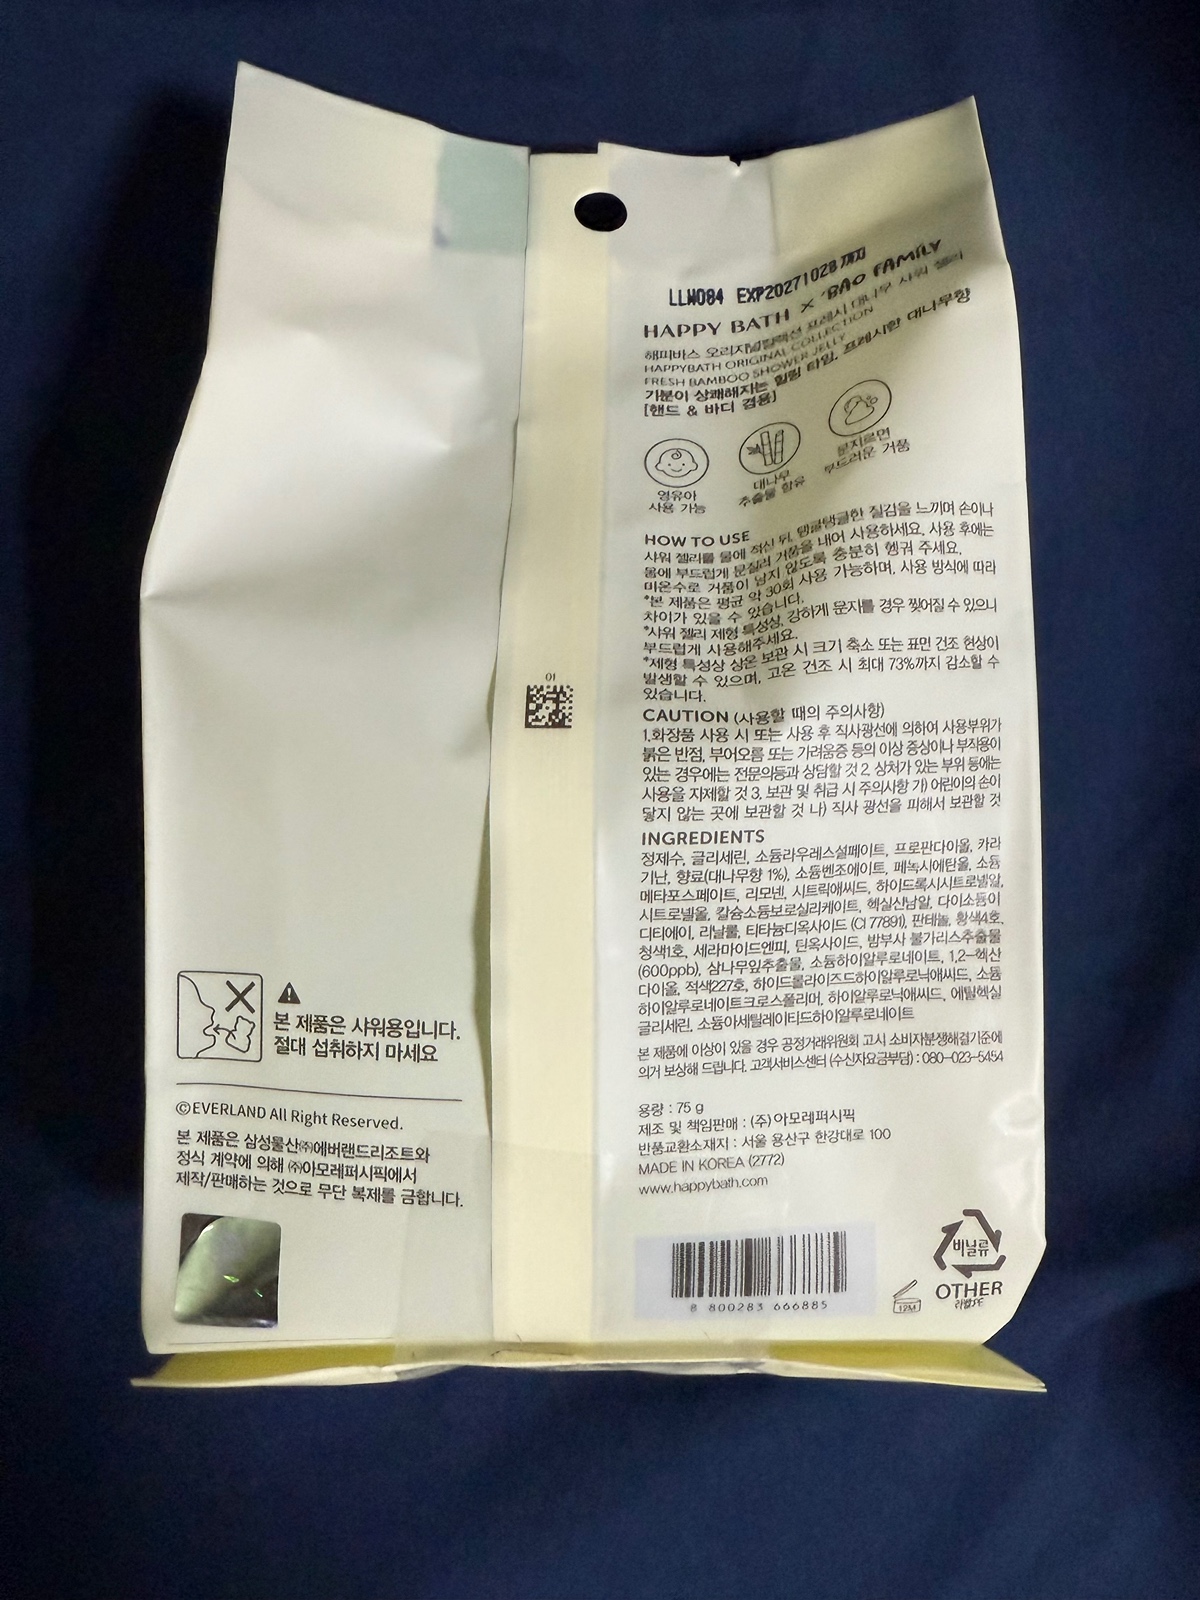 LLW084 EXP20271028 까지
HAPPY BATH × BAO FAMILY
해피바스 오리지널컬렉션 프레시 대나무 샤워 젤리
HAPPYBATH ORIGINAL COLLECTION
FRESH BAMBOO SHOWER JELLY
기분이 상쾌해지는 힐링 타임, 프레시한 대나무향
[핸드 & 바디 겸용]
영유아
사용 가능
대나무
추출물 함유
문지르면
부드러운 거품
HOW TO USE
샤워 젤리를 물에 적신 뒤, 탱글탱글한 질감을 느끼며 손이나
몸에 부드럽게 문질러 거품을 내어 사용하세요. 사용 후에는
미온수로 거품이 남지 않도록 충분히 헹궈 주세요.
*본 제품은 평균 약 30회 사용 가능하며, 사용 방식에 따라
차이가 있을 수 있습니다.
*샤워 젤리 제형 특성상, 강하게 문지를 경우 찢어질 수 있으니
부드럽게 사용해주세요.
*제형 특성상 상온 보관 시 크기 축소 또는 표면 건조 현상이
발생할 수 있으며, 고온 건조 시 최대 73%까지 감소할 수
있습니다.
CAUTION (사용할 때의 주의사항)
1.화장품 사용 시 또는 사용 후 직사광선에 의하여 사용부위가
붉은 반점, 부어오름 또는 가려움증 등의 이상 증상이나 부작용이
있는 경우에는 전문의등과 상담할 것 2. 상처가 있는 부위 등에는
사용을 자제할 것 3. 보관 및 취급 시 주의사항 가) 어린이의 손이
닿지 않는 곳에 보관할 것 나) 직사 광선을 피해서 보관할 것
INGREDIENTS
정제수, 글리세린, 소듐라우레스설페이트, 프로판다이올, 카라
기난, 향료(대나무향 1%), 소듐벤조에이트, 페녹시에탄올, 소듐
메타포스페이트, 리모넨, 시트릭애씨드, 하이드록시시트로넬알,
시트로넬올, 칼슘소듐보로실리케이트, 헥실신남알, 다이소듐이
디티에이, 리날룰, 티타늄디옥사이드 (CI 77891), 판테놀, 황색4호,
청색1호, 세라마이드엔피, 틴옥사이드, 밤부사 불가리스추출물
(600ppb), 삼나무잎추출물, 소듐하이알루로네이트, 1,2-헥산
다이올, 적색227호, 하이드롤라이즈드하이알루로닉애씨드, 소듐
하이알루로네이트크로스폴리머, 하이알루로닉애씨드, 에틸헥실
글리세린, 소듐아세틸레이티드하이알루로네이트
본 제품에 이상이 있을 경우 공정거래위원회 고시 소비자분쟁해결기준에
의거 보상해 드립니다. 고객서비스센터 (수신자요금부담) : 080-023-5454
용량 : 75 g
제조 및 책임판매 : (주)아모레퍼시픽
반품교환소재지 : 서울 용산구 한강대로 100
MADE IN KOREA (2772)
www.happybath.com
8 800283 666885
12M
비닐류
OTHER
01
본 제품은 샤워용입니다.
절대 섭취하지 마세요
©EVERLAND All Right Reserved.
본 제품은 삼성물산㈜에버랜드리조트와
정식 계약에 의해 ㈜아모레퍼시픽에서
제작/판매하는 것으로 무단 복제를 금합니다.